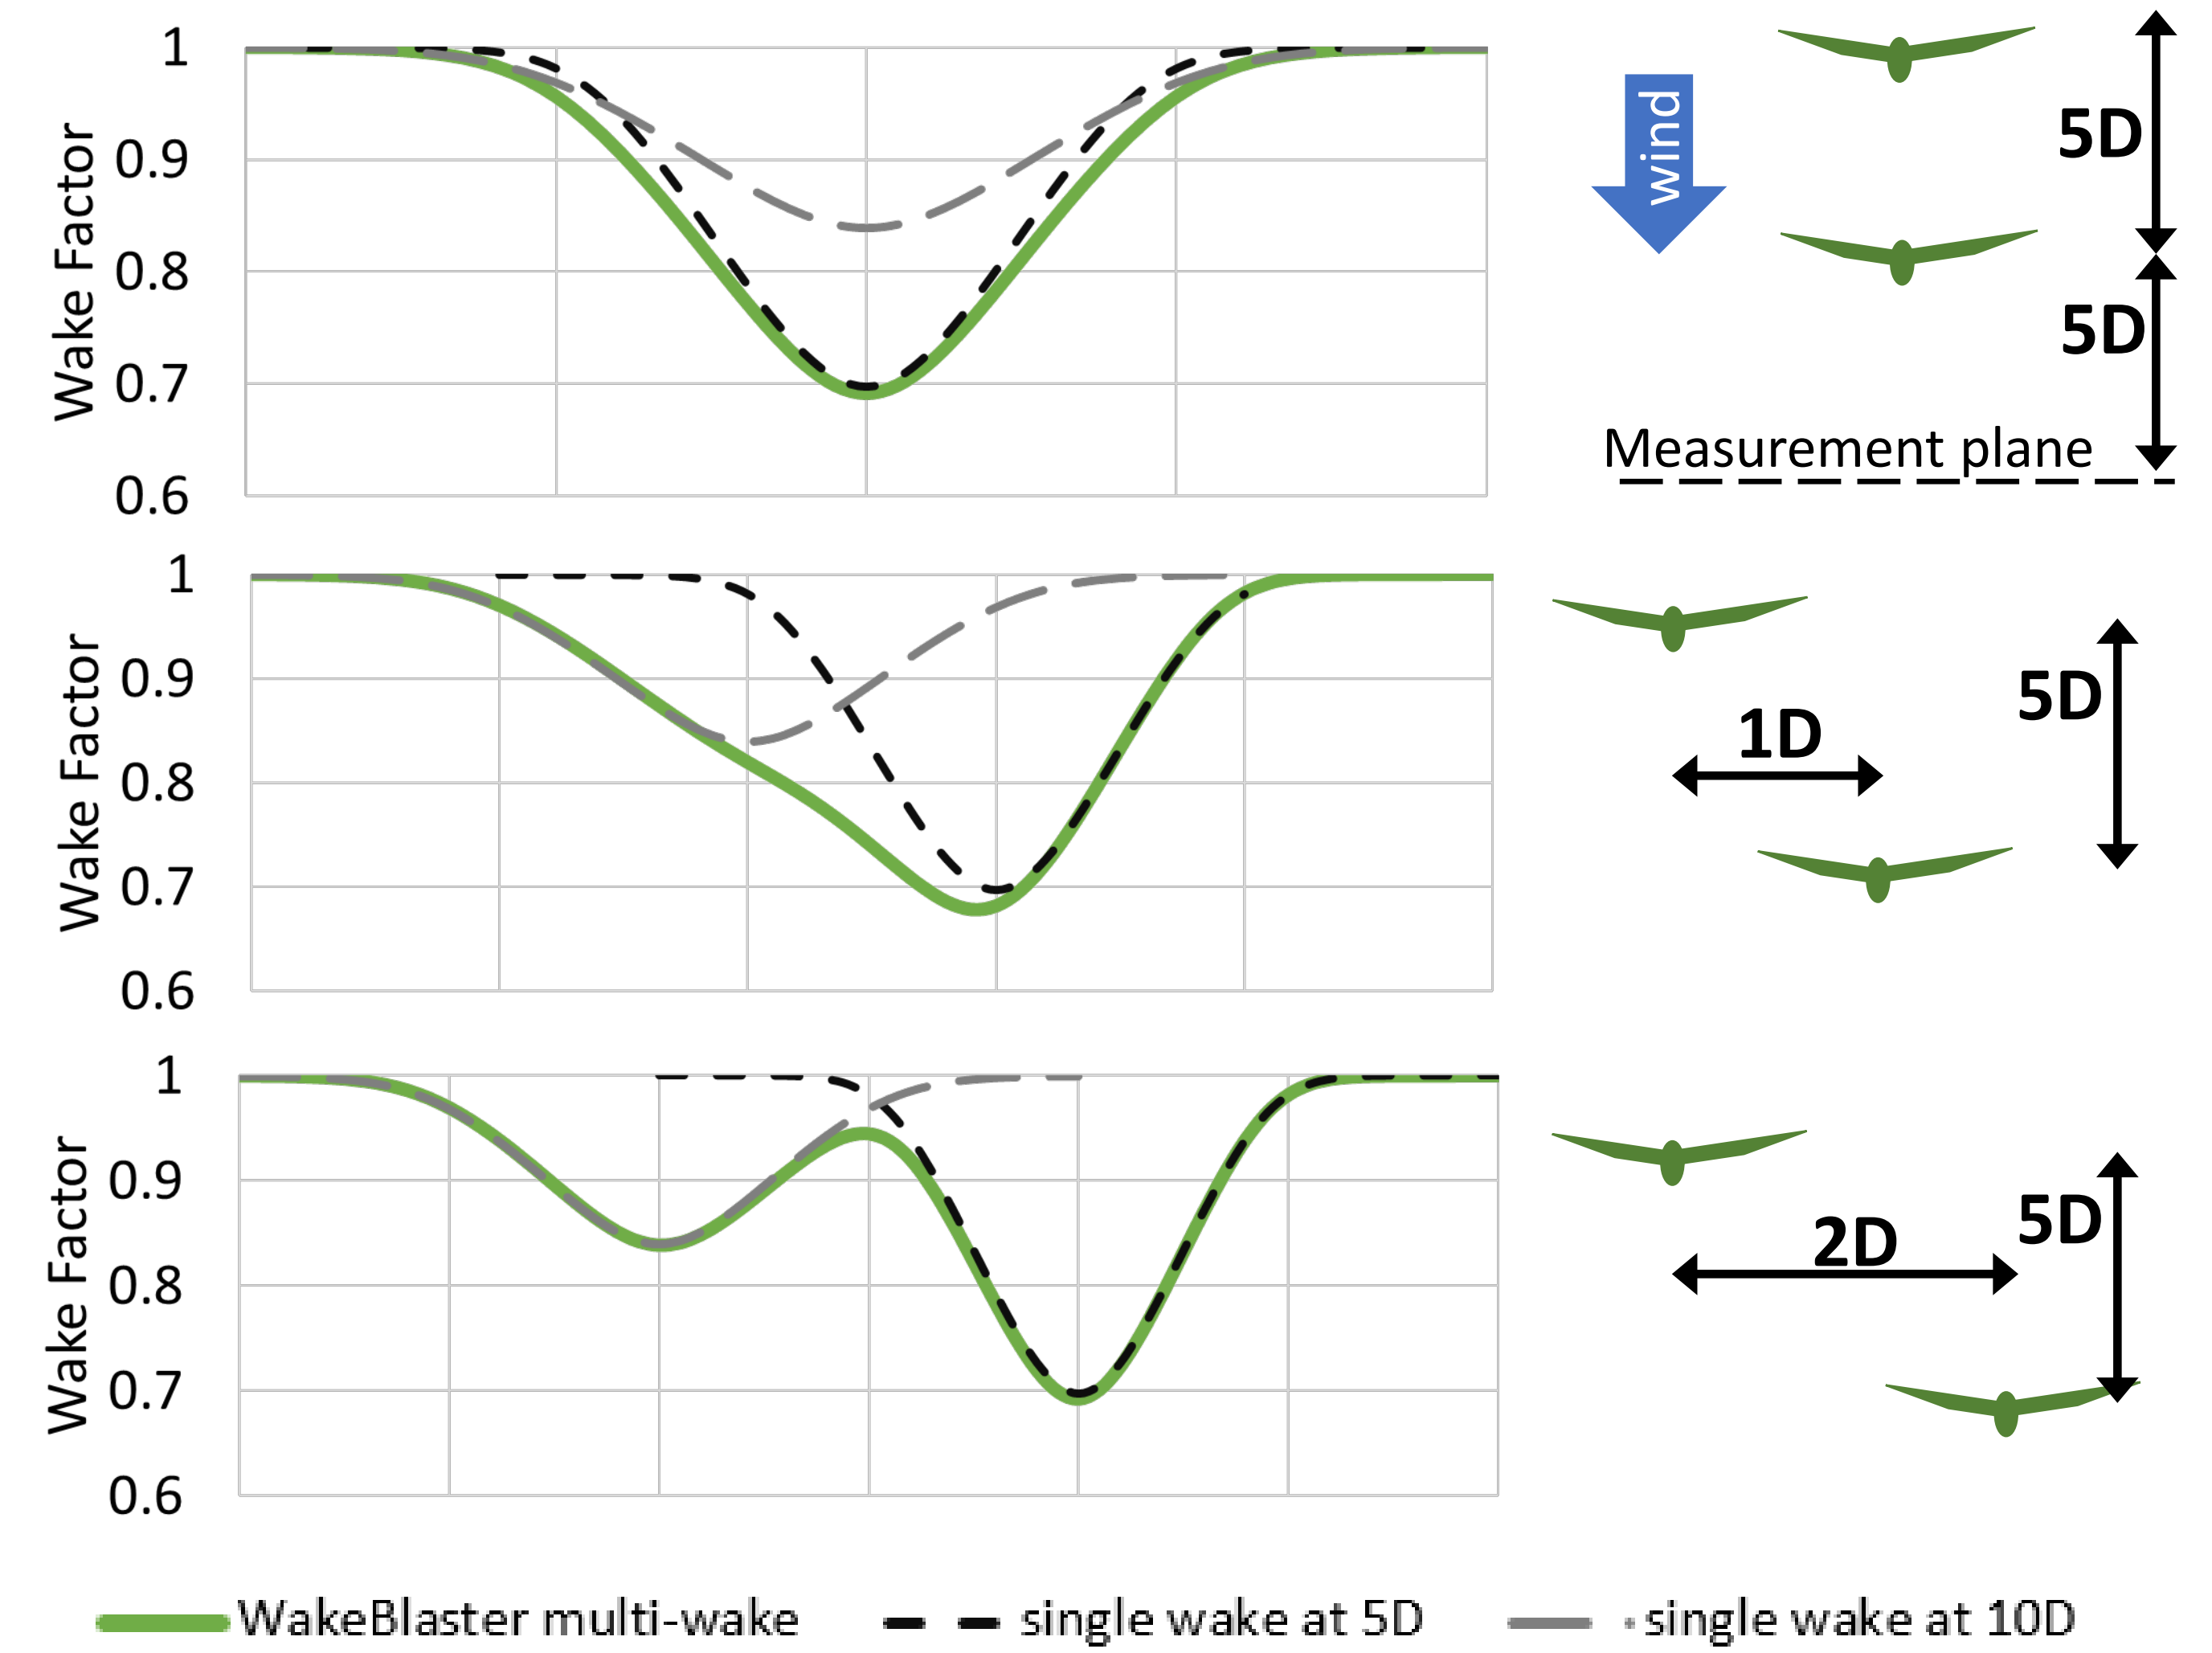 Wake Factor
1
0.9
0.8
0.7
0.6
wind
5D
5D
Measurement plane
Wake Factor
1
0.9
0.8
0.7
0.6
1D
5D
Wake Factor
1
0.9
0.8
0.7
0.6
2D
5D
WakeBlaster multi-wake single wake at 5D single wake at 10D